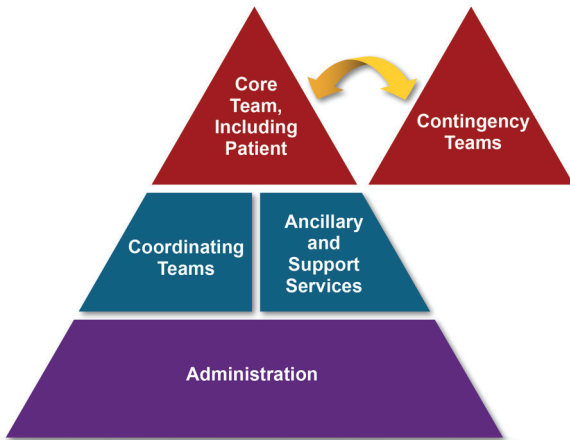 Core
Team,
Including
Patient
Contingency
Teams
Coordinating
Teams
Ancillary
and
Support
Services
Administration